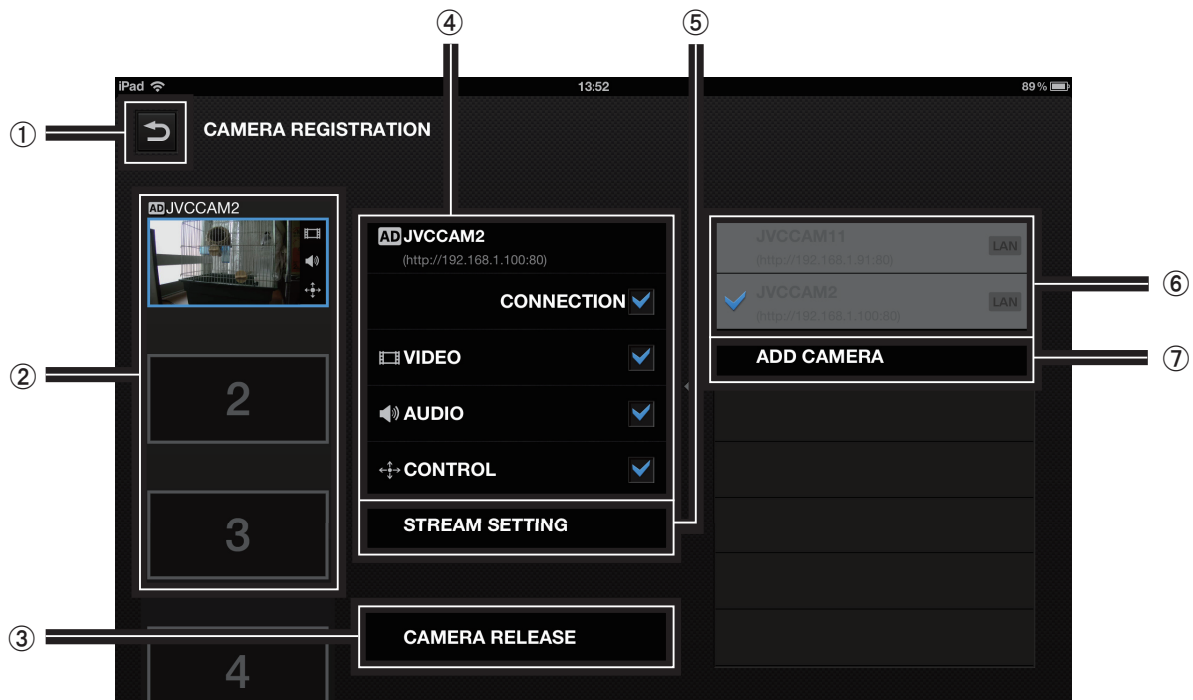 ④ ⑤
iPad 13:52 89%
① CAMERA REGISTRATION
AD JVCCAM2
②
2
3
4
AD JVCCAM2
(http://192.168.1.100:80)
CONNECTION
VIDEO
AUDIO
CONTROL
STREAM SETTING
③ CAMERA RELEASE
JVCCAM11
(http://192.168.1.91:80)
LAN
JVCCAM2
(http://192.168.1.100:80)
LAN
⑥
ADD CAMERA
⑦